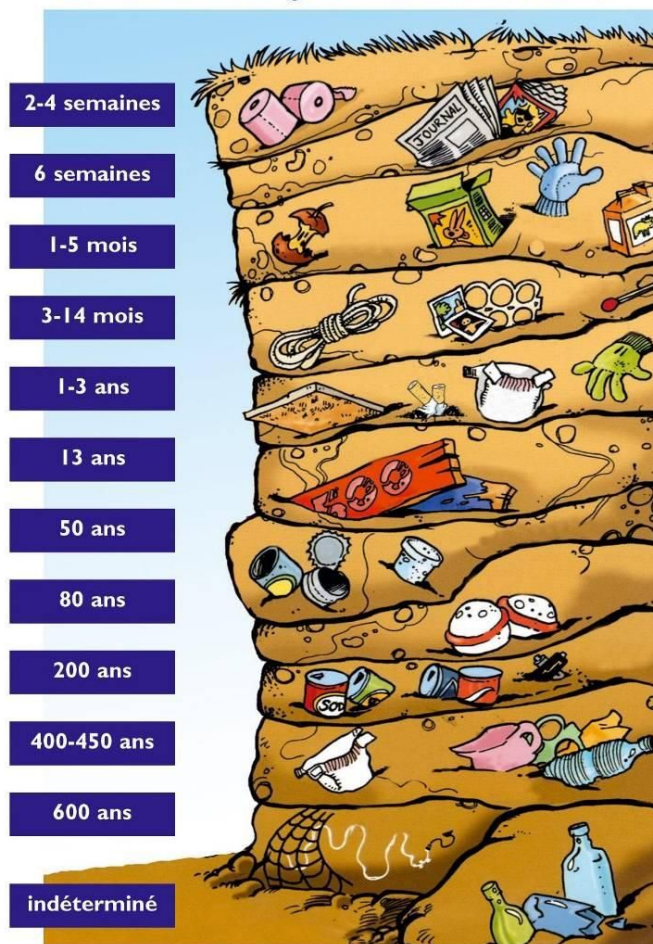 2-4 semaines
JOURNAL
6 semaines
1-5 mois
3-14 mois
1-3 ans
13 ans
50 ans
80 ans
200 ans
SOD
400-450 ans
600 ans
indéterminé